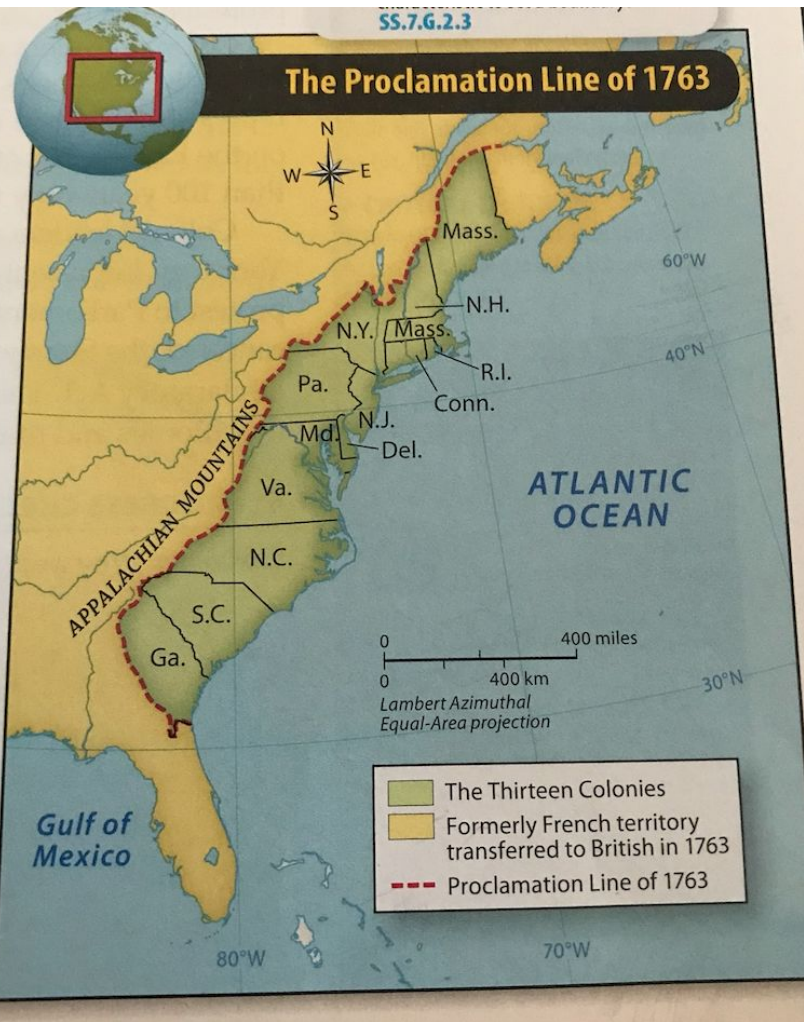 SS.7.G.2.3
The Proclamation Line of 1763
N
W
E
S
Mass.
60°W
N.H.
N.Y.
Mass.
40°N
R.I.
Pa.
Conn.
N.J.
Md.
Del.
APPALACHIAN MOUNTAINS
Va.
ATLANTIC
OCEAN
N.C.
S.C.
Ga.
0
400 miles
0
400 km
Lambert Azimuthal
Equal-Area projection
30°N
The Thirteen Colonies
Formerly French territory
transferred to British in 1763
Proclamation Line of 1763
Gulf of
Mexico
80°W
70°W